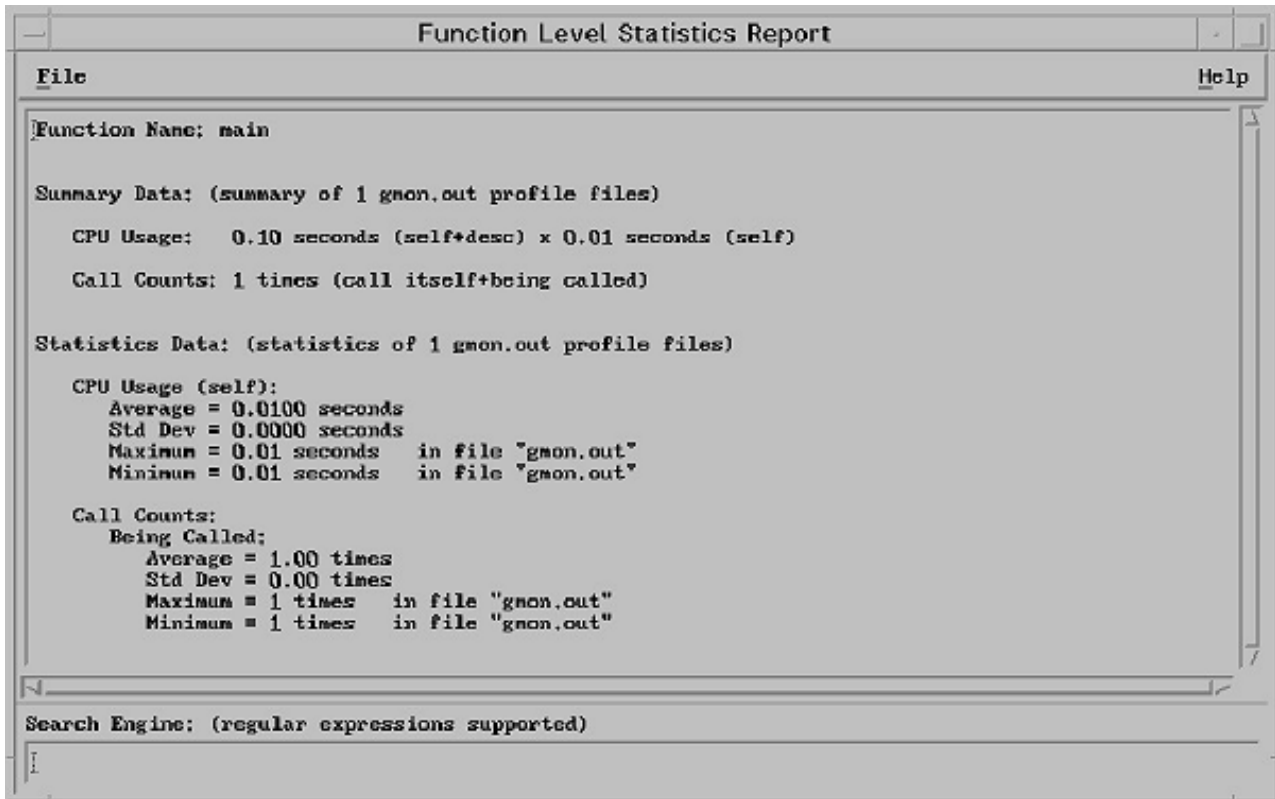 Function Level Statistics Report
File Help
Function Name: main
Summary Data: (summary of 1 gmon.out profile files)
CPU Usage: 0.10 seconds (self+desc) x 0.01 seconds (self)
Call Counts: 1 times (call itself+being called)
Statistics Data: (statistics of 1 gmon.out profile files)
CPU Usage (self):
Average = 0.0100 seconds
Std Dev = 0.0000 seconds
Maximum = 0.01 seconds in file "gmon.out"
Minimum = 0.01 seconds in file "gmon.out"
Call Counts:
Being Called:
Average = 1.00 times
Std Dev = 0.00 times
Maximum = 1 times in file "gmon.out"
Minimum = 1 times in file "gmon.out"
Search Engine: (regular expressions supported)